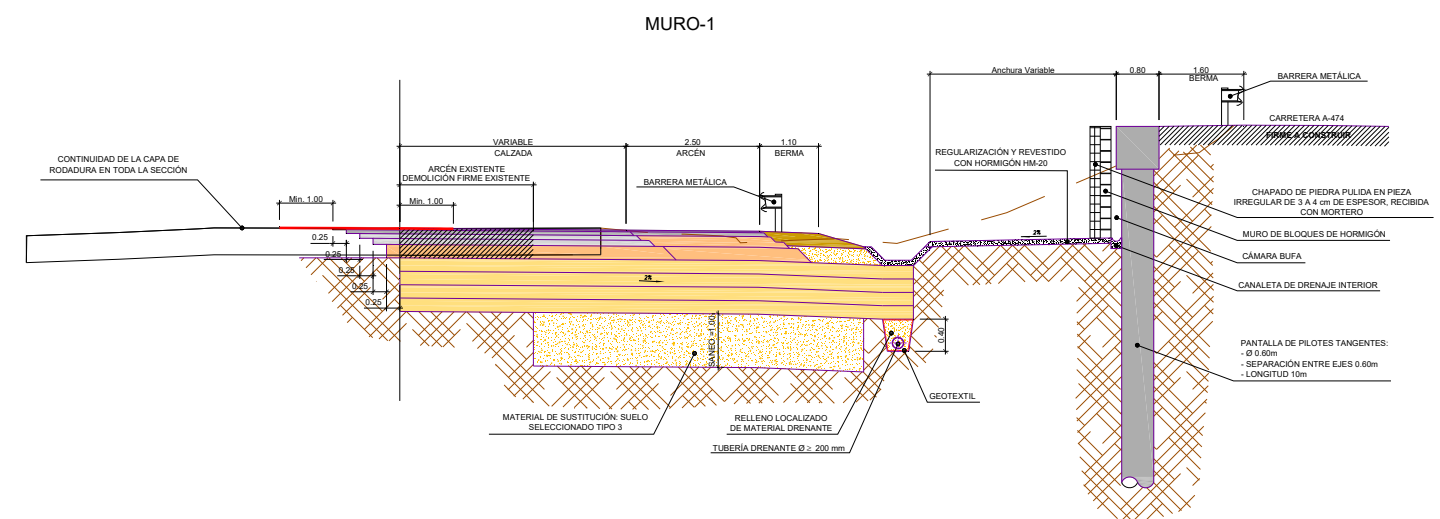 MURO-1
Anchura Variable
0.80
1.60
BERMA
BARRERA METÁLICA
CARRETERA A-474
FIRME A CONSTRUIR
VARIABLE
CALZADA
2.50
ARCÉN
1.10
BERMA
CONTINUIDAD DE LA CAPA DE
RODADURA EN TODA LA SECCIÓN
ARCÉN EXISTENTE
DEMOLICIÓN FIRME EXISTENTE
BARRERA METÁLICA
REGULARIZACIÓN Y REVESTIDO
CON HORMIGÓN HM-20
Min. 1.00
Min. 1.00
CHAPADO DE PIEDRA PULIDA EN PIEZA
IRREGULAR DE 3 A 4 cm DE ESPESOR, RECIBIDA
CON MORTERO
MURO DE BLOQUES DE HORMIGÓN
CÁMARA BUFA
CANALETA DE DRENAJE INTERIOR
2%
0.25
0.25
0.25
0.25
2%
SANEO =1.00
0.40
PANTALLA DE PILOTES TANGENTES:
- Ø 0.60m
- SEPARACIÓN ENTRE EJES 0.60m
- LONGITUD 10m
GEOTEXTIL
MATERIAL DE SUSTITUCIÓN: SUELO
SELECCIONADO TIPO 3
RELLENO LOCALIZADO
DE MATERIAL DRENANTE
TUBERÍA DRENANTE Ø ≥ 200 mm